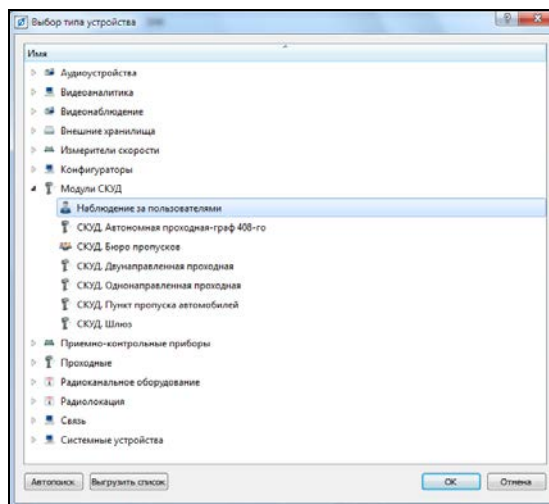 Выбор типа устройства
Имя
Аудиоустройства
Видеоаналитика
Видеонаблюдение
Внешние хранилища
Измерители скорости
Конфигураторы
Модули СКУД
Наблюдение за пользователями
СКУД. Автономная проходная-граф 408-го
СКУД. Бюро пропусков
СКУД. Двунаправленная проходная
СКУД. Однонаправленная проходная
СКУД. Пункт пропуска автомобилей
СКУД. Шлюз
Приемно-контрольные приборы
Проходные
Радиоканальное оборудование
Радиолокация
Связь
Системные устройства
Автопоиск Выгрузить список OK Отмена